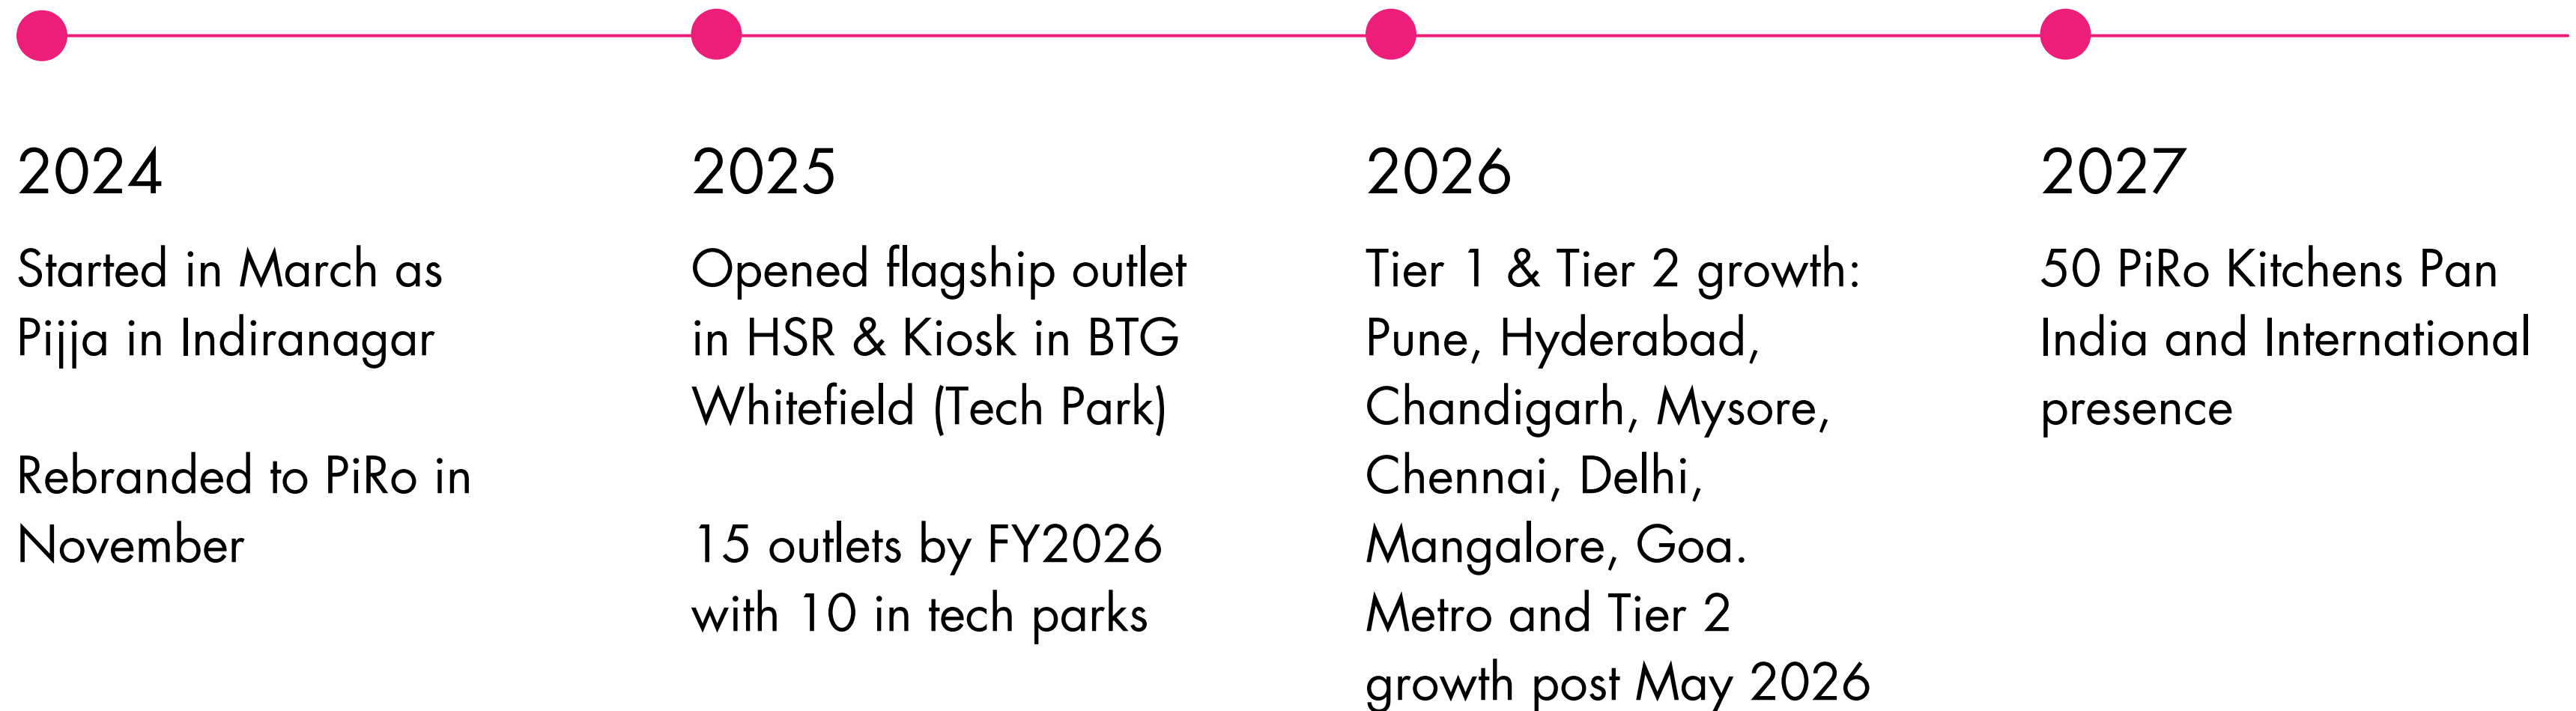 2024
Started in March as
Pijja in Indiranagar
Rebranded to PiRo in
November
2025
Opened flagship outlet
in HSR & Kiosk in BTG
Whitefield (Tech Park)
15 outlets by FY2026
with 10 in tech parks
2026
Tier 1 & Tier 2 growth:
Pune, Hyderabad,
Chandigarh, Mysore,
Chennai, Delhi,
Mangalore, Goa.
Metro and Tier 2
growth post May 2026
2027
50 PiRo Kitchens Pan
India and International
presence